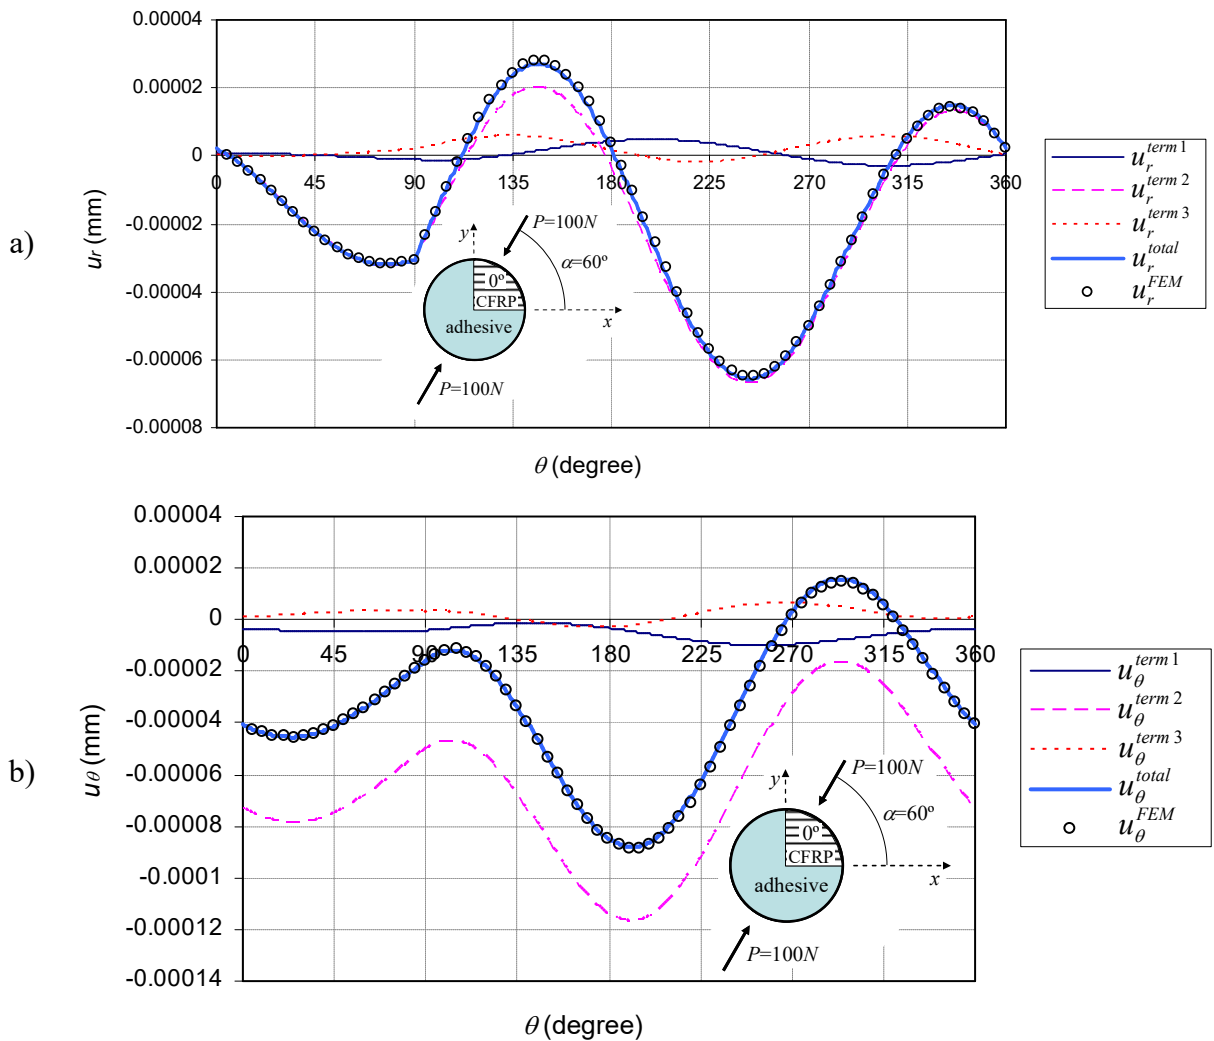 a)
0.00004
0.00002
0
-0.00002
-0.00004
-0.00006
-0.00008
u_r (mm)
0 45 90 135 180 225 270 315 360
θ (degree)
y
P=100N
α=60º
0º
CFRP
x
adhesive
P=100N
u_r^{term 1}
u_r^{term 2}
u_r^{term 3}
u_r^{total}
u_r^{FEM}
b)
0.00004
0.00002
0
-0.00002
-0.00004
-0.00006
-0.00008
-0.0001
-0.00012
-0.00014
u_θ (mm)
0 45 90 135 180 225 270 315 360
θ (degree)
y
P=100N
α=60º
0º
CFRP
x
adhesive
P=100N
u_θ^{term 1}
u_θ^{term 2}
u_θ^{term 3}
u_θ^{total}
u_θ^{FEM}